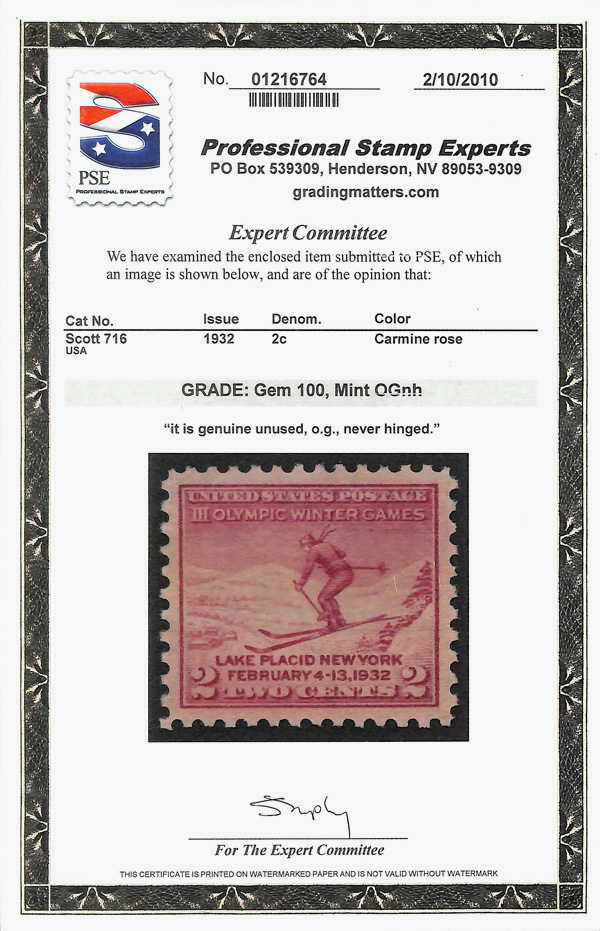 No. 01216764 2/10/2010
PSE
PROFESSIONAL STAMP EXPERTS
Professional Stamp Experts
PO Box 539309, Henderson, NV 89053-9309
gradingmatters.com
Expert Committee
We have examined the enclosed item submitted to PSE, of which
an image is shown below, and are of the opinion that:
Cat No. Issue Denom. Color
Scott 716 1932 2c Carmine rose
USA
GRADE: Gem 100, Mint OGnh
“it is genuine unused, o.g., never hinged.”
UNITED STATES POSTAGE
III OLYMPIC WINTER GAMES
LAKE PLACID NEW YORK
FEBRUARY 4-13, 1932
2 TWO CENTS 2
For The Expert Committee
THIS CERTIFICATE IS PRINTED ON WATERMARKED PAPER AND IS NOT VALID WITHOUT WATERMARK